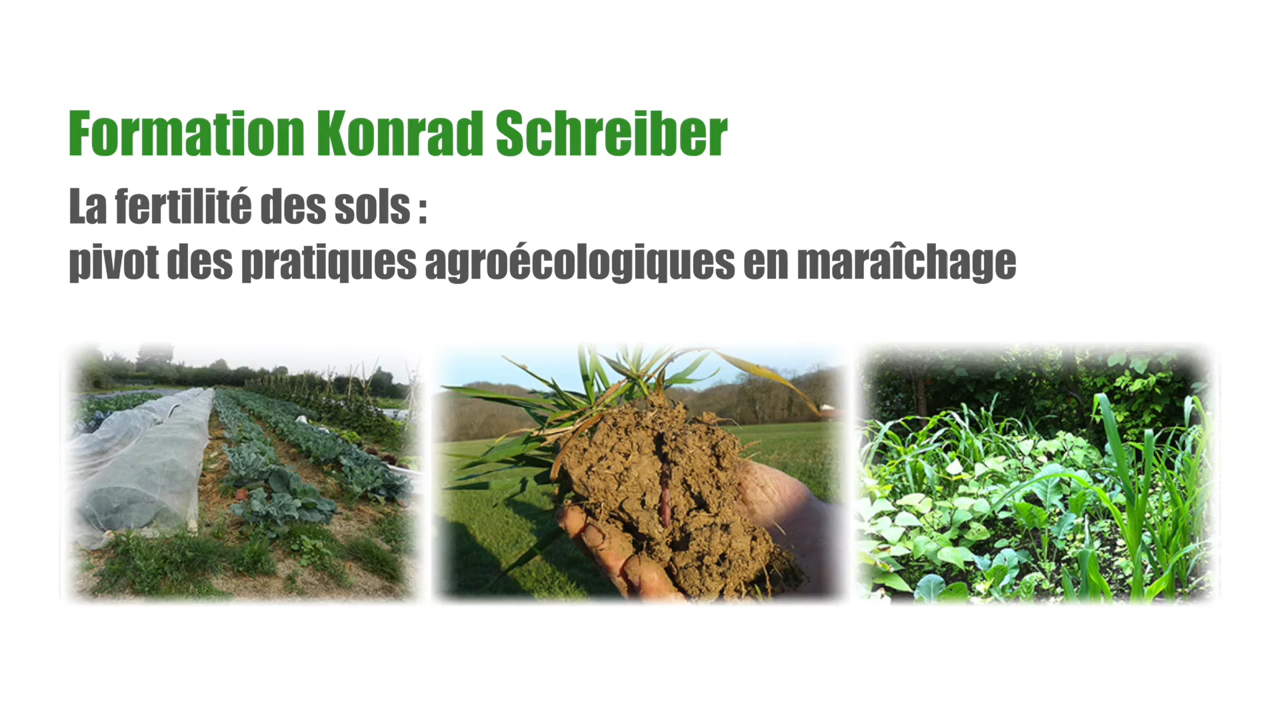 Formation Konrad Schreiber
La fertilité des sols :
pivot des pratiques agroécologiques en maraîchage